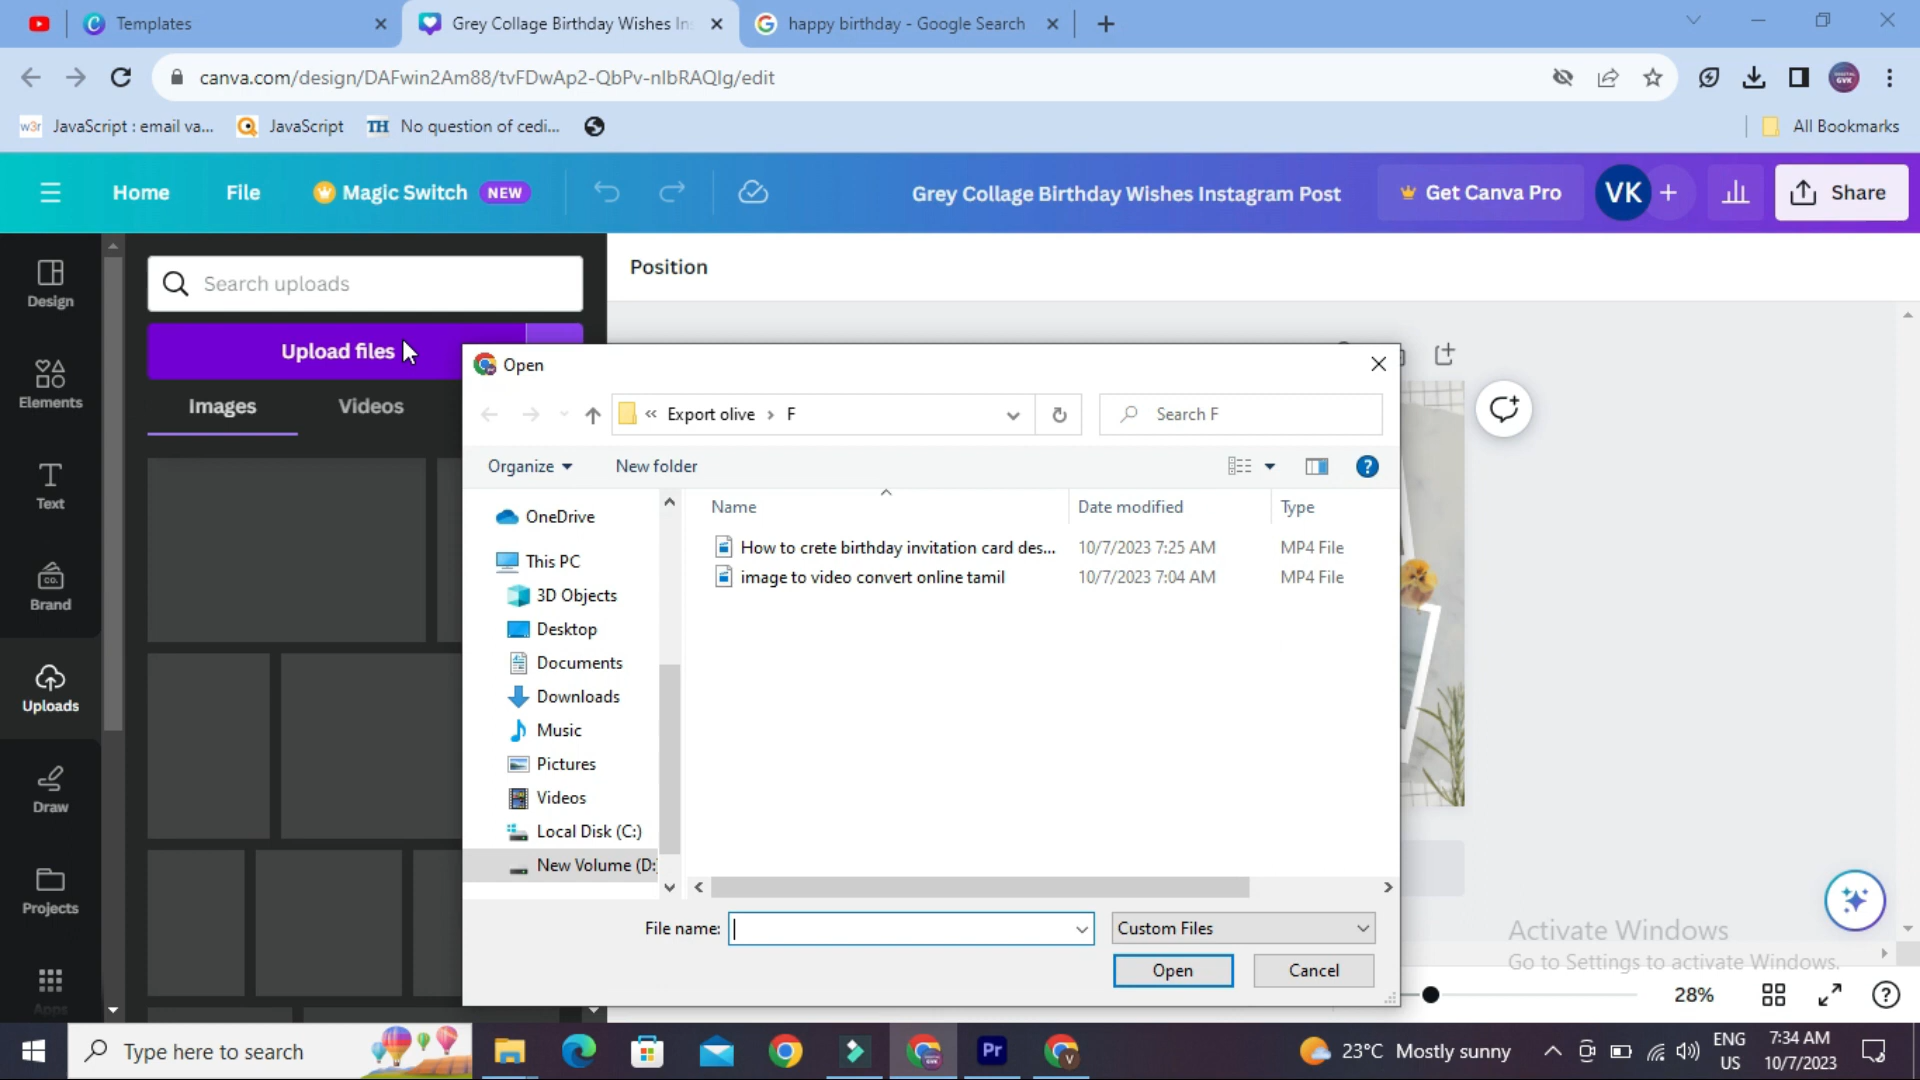 Templates
Grey Collage Birthday Wishes In
happy birthday - Google Search
canva.com/design/DAFwin2Am88/tvFDwAp2-QbPv-nlbRAQIg/edit
w3r JavaScript : email va...
JavaScript
TH No question of cedi...
All Bookmarks
Home
File
Magic Switch NEW
Grey Collage Birthday Wishes Instagram Post
Get Canva Pro
VK
Share
Design
Elements
Text
CO.
Brand
Uploads
Draw
Projects
Apps
Search uploads
Upload files
Images
Videos
Position
Open
« Export olive › F
Search F
Organize
New folder
OneDrive
This PC
3D Objects
Desktop
Documents
Downloads
Music
Pictures
Videos
Local Disk (C:)
New Volume (D:
Name Date modified Type
How to crete birthday invitation card des... 10/7/2023 7:25 AM MP4 File
image to video convert online tamil 10/7/2023 7:04 AM MP4 File
File name:
Custom Files
Open
Cancel
Activate Windows
Go to Settings to activate Windows.
28%
Type here to search
Pr
V
23°C Mostly sunny
ENG
US
7:34 AM
10/7/2023